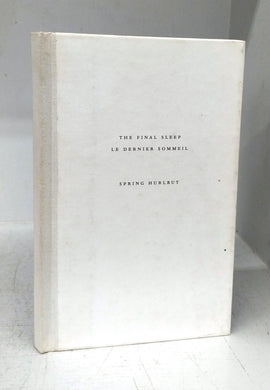 THE FINAL SLEEP
LE DERNIER SOMMEIL
SPRING HURLBUT